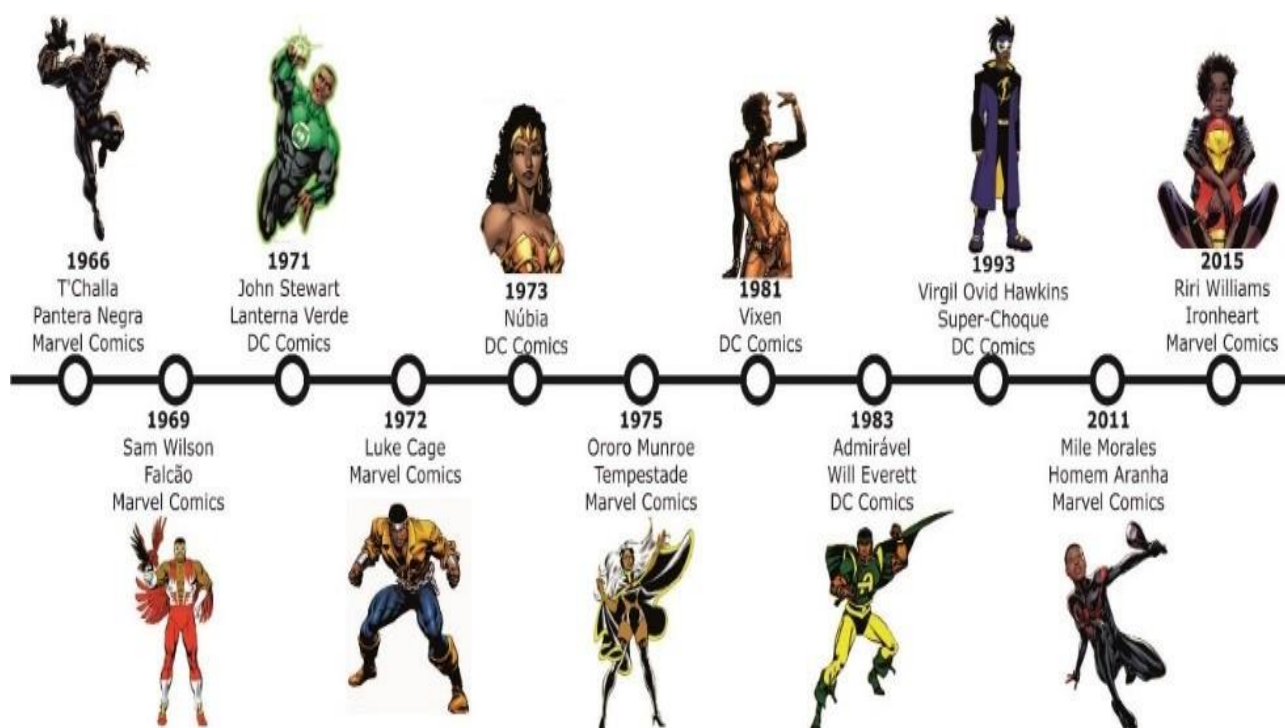 1966
T'Challa
Pantera Negra
Marvel Comics
1969
Sam Wilson
Falcão
Marvel Comics
1971
John Stewart
Lanterna Verde
DC Comics
1972
Luke Cage
Marvel Comics
1973
Núbia
DC Comics
1975
Ororo Munroe
Tempestade
Marvel Comics
1981
Vixen
DC Comics
1983
Admirável
Will Everett
DC Comics
1993
Virgil Ovid Hawkins
Super-Choque
DC Comics
2011
Mile Morales
Homem Aranha
Marvel Comics
2015
Riri Williams
Ironheart
Marvel Comics